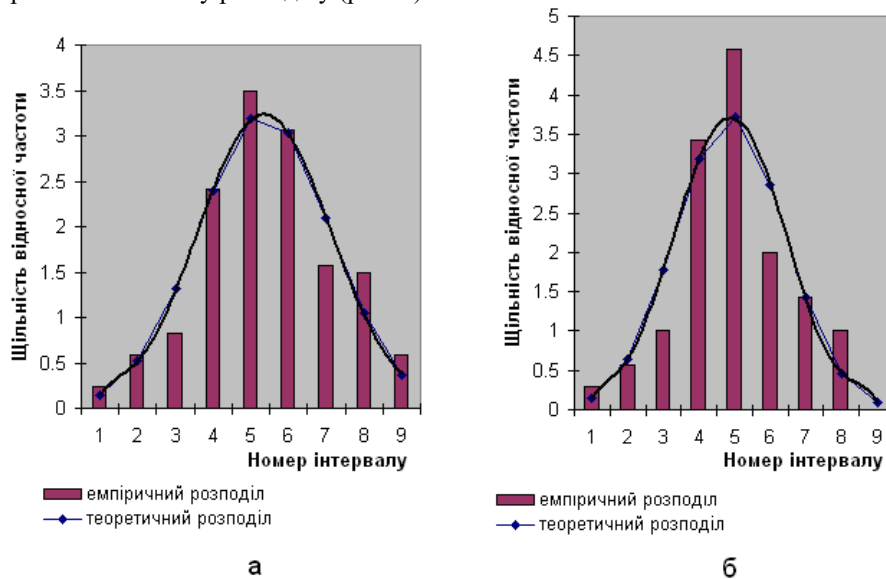 4
3.5
3
2.5
2
1.5
1
0.5
0
Щільність відносної частоти
1 2 3 4 5 6 7 8 9
Номер інтервалу
емпіричний розподіл
теоретичний розподіл
а
5
4.5
4
3.5
3
2.5
2
1.5
1
0.5
0
Щільність відносної частоти
1 2 3 4 5 6 7 8 9
Номер інтервалу
емпіричний розподіл
теоретичний розподіл
б